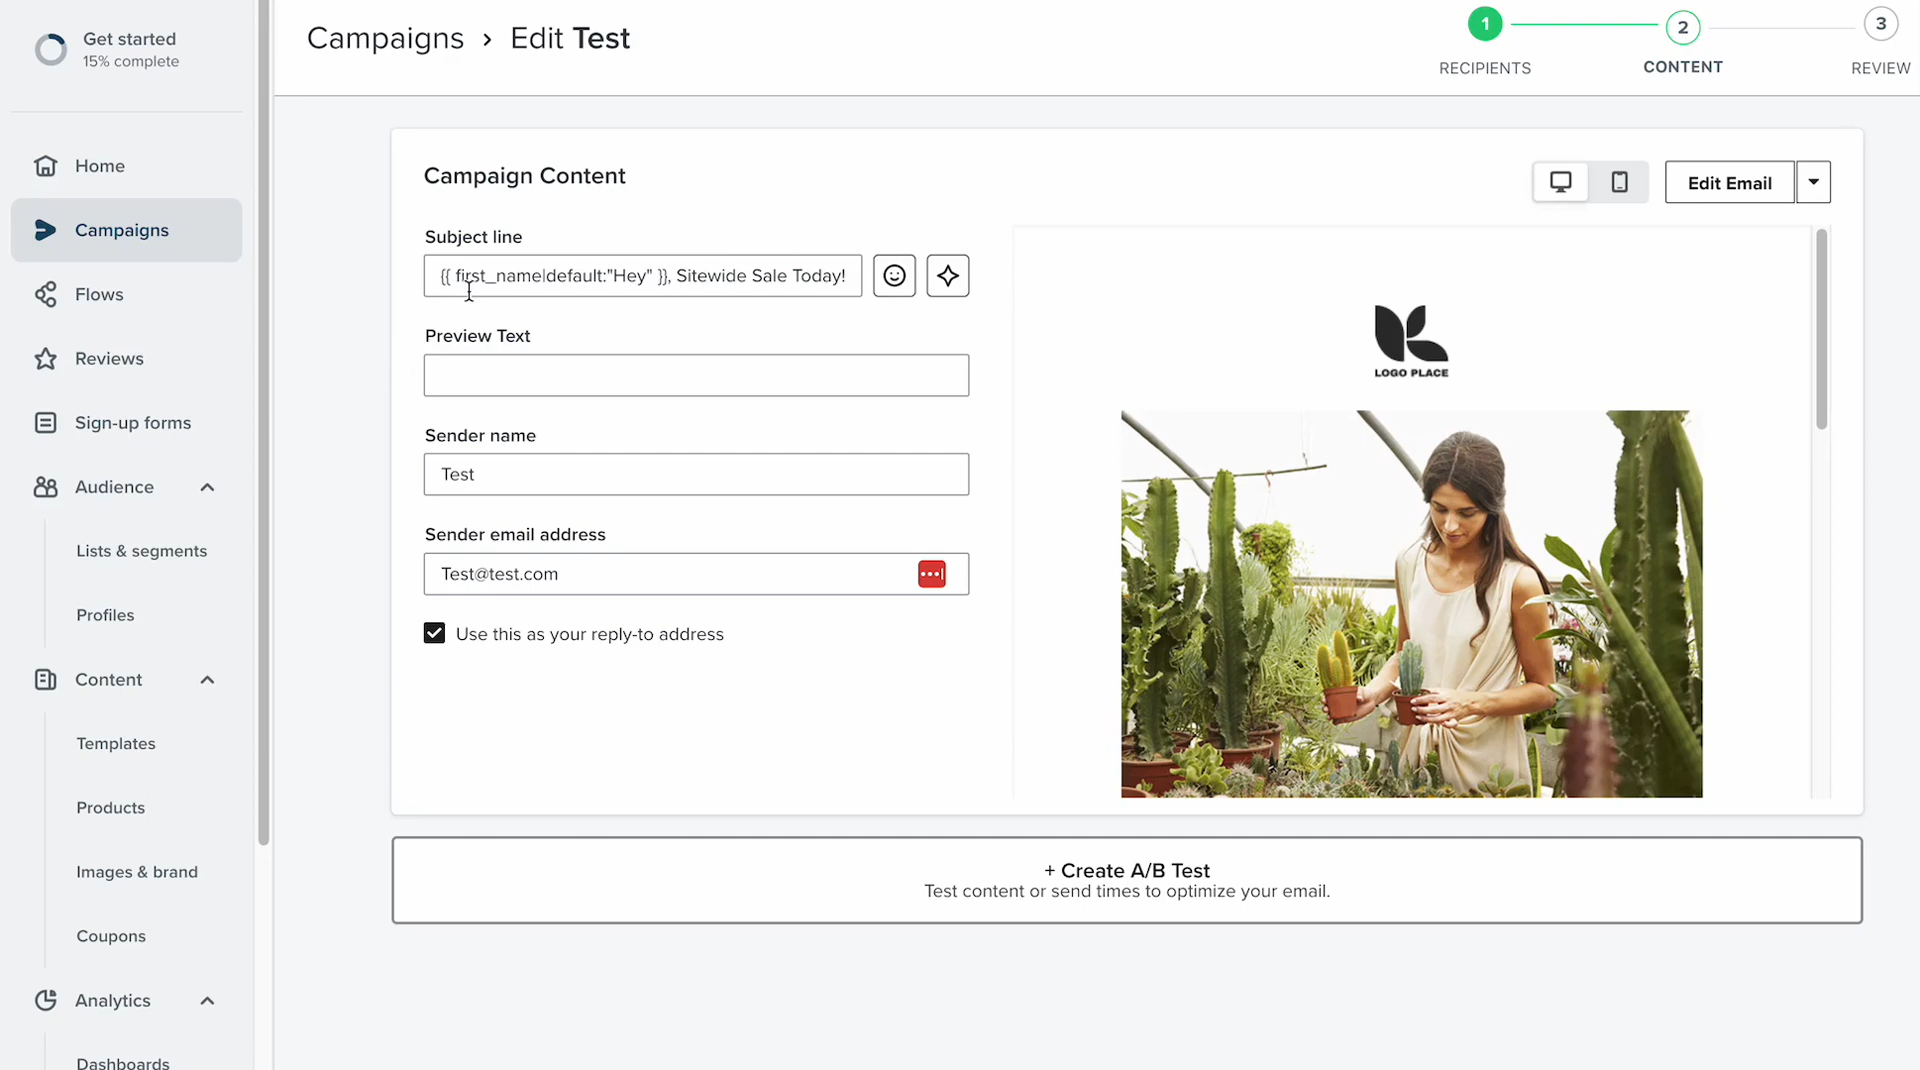 Get started
15% complete
Home
Campaigns
Flows
Reviews
Sign-up forms
Audience
Lists & segments
Profiles
Content
Templates
Products
Images & brand
Coupons
Analytics
Dashboards
Campaigns › Edit Test
1
2
3
RECIPIENTS
CONTENT
REVIEW
Campaign Content
Edit Email
Subject line
{{ first_name|default:"Hey" }}, Sitewide Sale Today!
Preview Text
Sender name
Test
Sender email address
Test@test.com
Use this as your reply-to address
LOGO PLACE
+ Create A/B Test
Test content or send times to optimize your email.